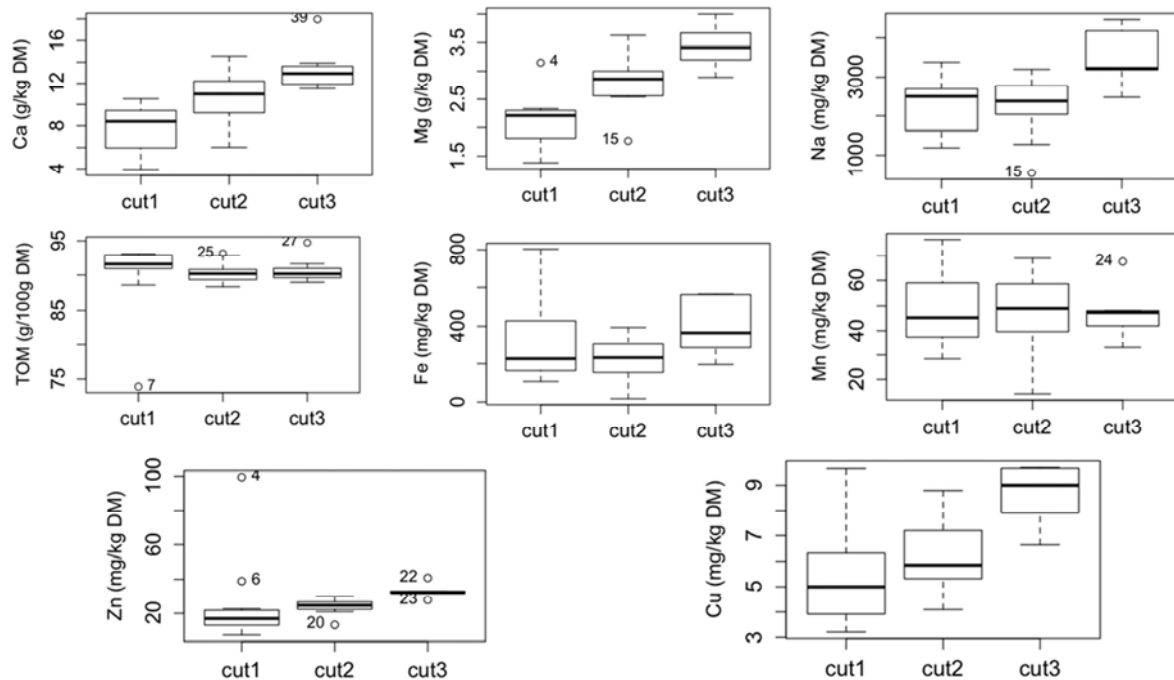 Ca (g/kg DM)
16
12
8
4
39
cut1 cut2 cut3
Mg (g/kg DM)
3.5
2.5
1.5
4
15
cut1 cut2 cut3
Na (mg/kg DM)
3000
1000
15
cut1 cut2 cut3
TOM (g/100g DM)
95
85
75
7
25
27
cut1 cut2 cut3
Fe (mg/kg DM)
800
400
0
cut1 cut2 cut3
Mn (mg/kg DM)
60
40
20
24
cut1 cut2 cut3
Zn (mg/kg DM)
100
60
20
4
6
20
22
23
cut1 cut2 cut3
Cu (mg/kg DM)
9
7
5
3
cut1 cut2 cut3